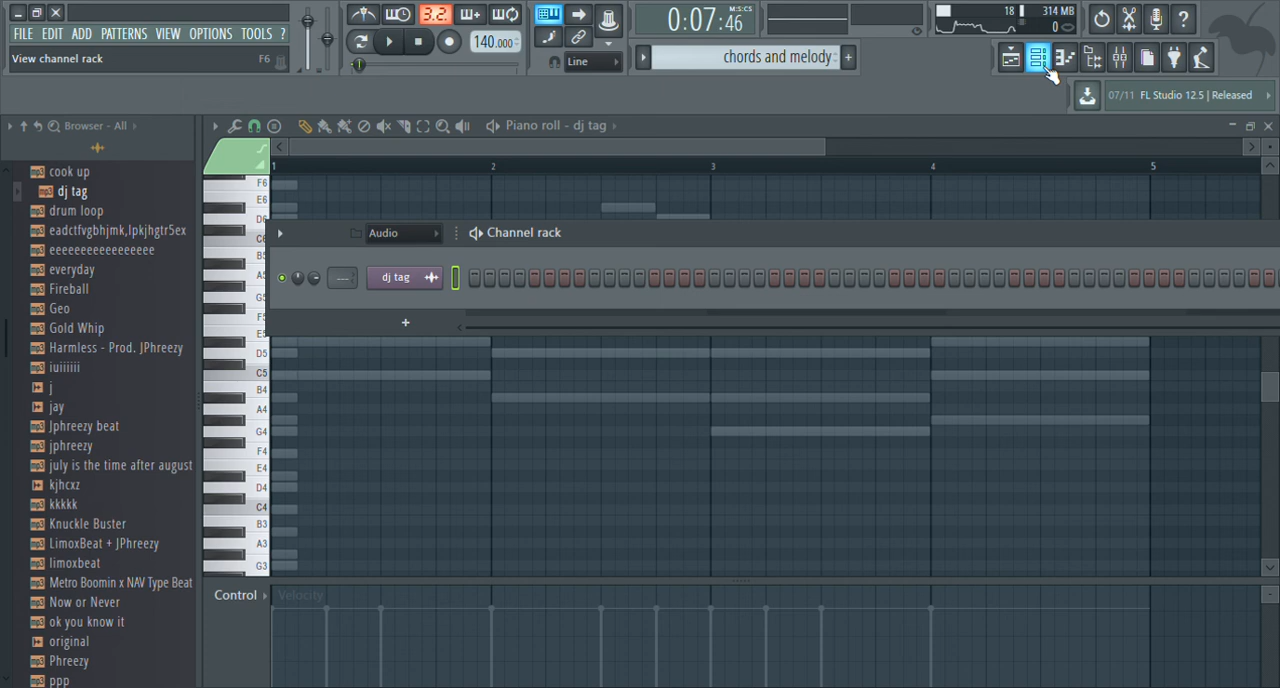 FILE EDIT ADD PATTERNS VIEW OPTIONS TOOLS ?
View channel rack F6
3.2.
140.000
Line
0:07:46
M:S:CS
chords and melody
18 314 MB
0
07/11 FL Studio 12.5 | Released
Browser - All
cook up
dj tag
drum loop
eadctfvgbhjmk,lpkjhgtr5ex
eeeeeeeeeeeeeeee
everyday
Fireball
Geo
Gold Whip
Harmless - Prod. JPhreezy
iuiiiiii
j
jay
Jphreezy beat
jphreezy
july is the time after august
kjhcxz
kkkkk
Knuckle Buster
LimoxBeat + JPhreezy
limoxbeat
Metro Boomin x NAV Type Beat
Now or Never
ok you know it
original
Phreezy
ppp
Piano roll - dj tag
1 2 3 4 5
F6
E6
D6
C6
B5
A5
G5
F5
E5
D5
C5
B4
A4
G4
F4
E4
D4
C4
B3
A3
G3
Audio
Channel rack
dj tag
+
Control
Velocity